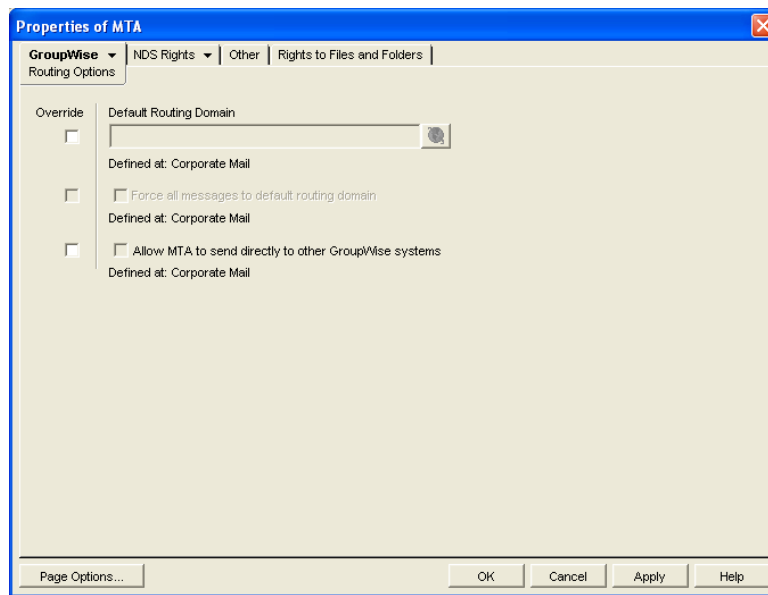 Properties of MTA
GroupWise NDS Rights Other Rights to Files and Folders
Routing Options
Override Default Routing Domain
Defined at: Corporate Mail
Force all messages to default routing domain
Defined at: Corporate Mail
Allow MTA to send directly to other GroupWise systems
Defined at: Corporate Mail
Page Options... OK Cancel Apply Help